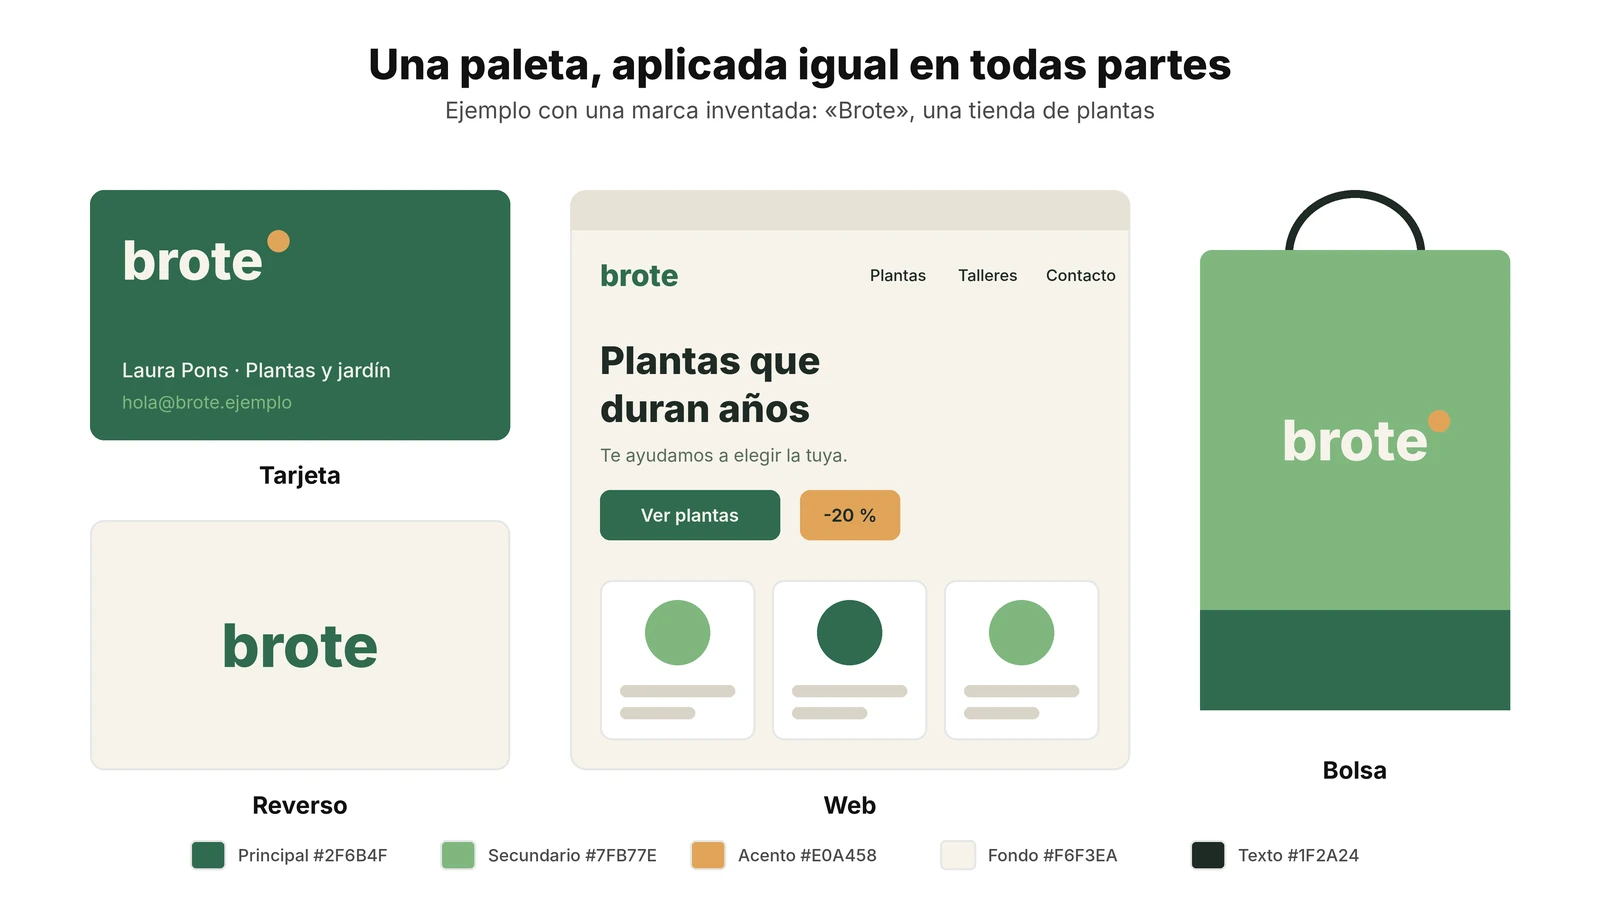 Una paleta, aplicada igual en todas partes
Ejemplo con una marca inventada: «Brote», una tienda de plantas
brote
Laura Pons · Plantas y jardín
hola@brote.ejemplo
Tarjeta
brote
Reverso
brote
Plantas Talleres Contacto
Plantas que
duran años
Te ayudamos a elegir la tuya.
Ver plantas
-20 %
Web
brote
Bolsa
Principal #2F6B4F
Secundario #7FB77E
Acento #E0A458
Fondo #F6F3EA
Texto #1F2A24